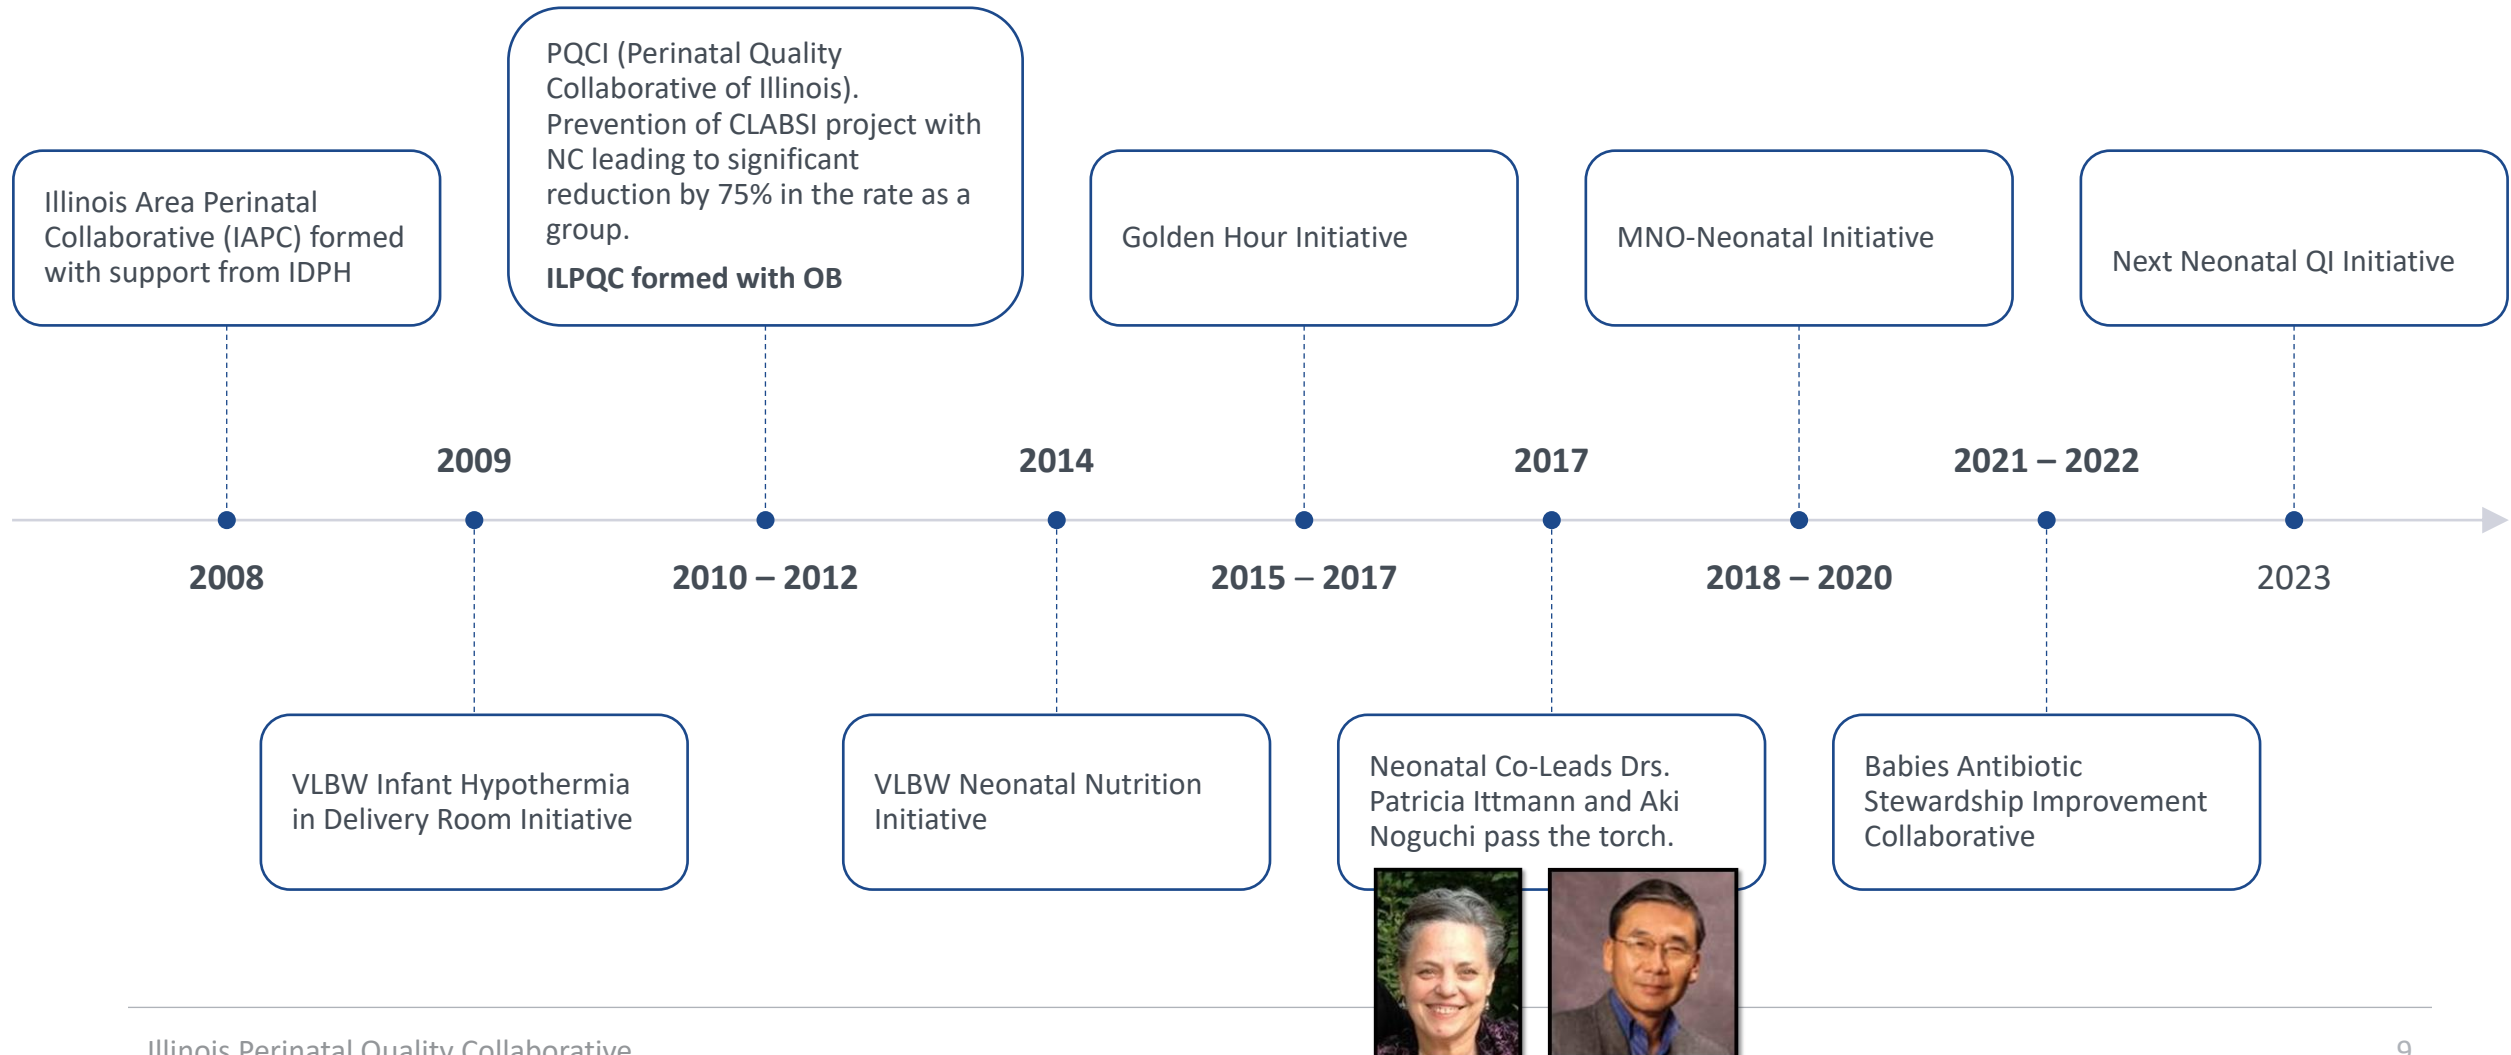 PQCI (Perinatal Quality
Collaborative of Illinois).
Prevention of CLABSI project with
NC leading to significant
reduction by 75% in the rate as a
group.
ILPQC formed with OB
Illinois Area Perinatal
Collaborative (IAPC) formed
with support from IDPH
Golden Hour Initiative
MNO-Neonatal Initiative
Next Neonatal QI Initiative
2009
2014
2017
2021 – 2022
2008
2010 – 2012
2015 – 2017
2018 – 2020
2023
VLBW Infant Hypothermia
in Delivery Room Initiative
VLBW Neonatal Nutrition
Initiative
Neonatal Co-Leads Drs.
Patricia Ittmann and Aki
Noguchi pass the torch.
Babies Antibiotic
Stewardship Improvement
Collaborative
Illinois Perinatal Quality Collaborative
9